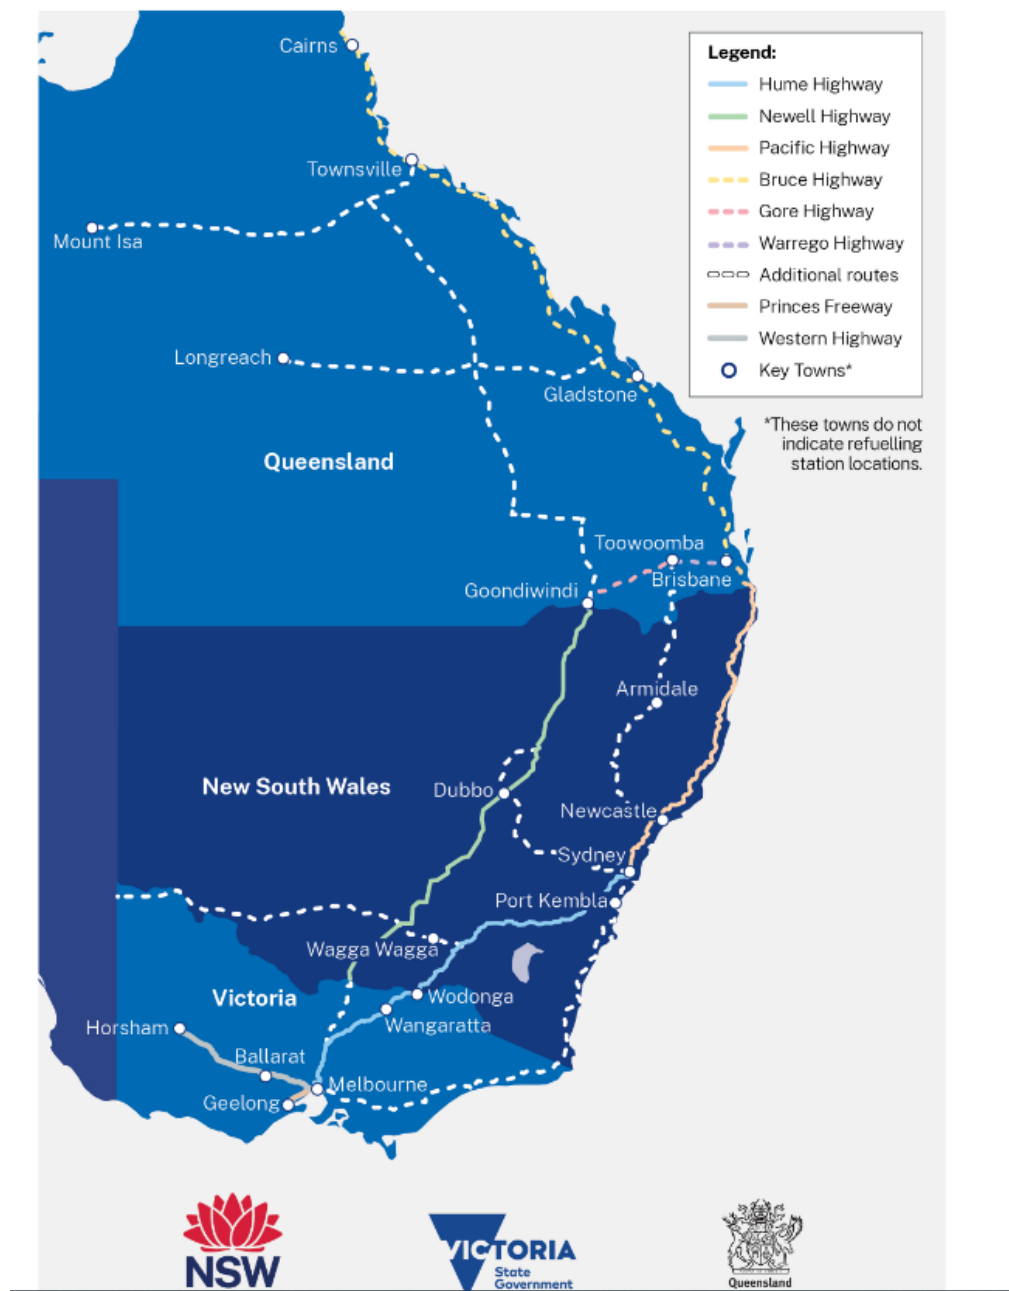 Cairns
Legend:
Hume Highway
Newell Highway
Pacific Highway
Bruce Highway
Gore Highway
Warrego Highway
Additional routes
Princes Freeway
Western Highway
Key Towns*
*These towns do not
indicate refuelling
station locations.
Townsville
Mount Isa
Longreach
Gladstone
Queensland
Toowoomba
Brisbane
Goondiwindi
Armidale
New South Wales
Dubbo
Newcastle
Sydney
Port Kembla
Wagga Wagga
Victoria
Wodonga
Wangaratta
Horsham
Ballarat
Melbourne
Geelong
NSW
VICTORIA
State
Government
Queensland